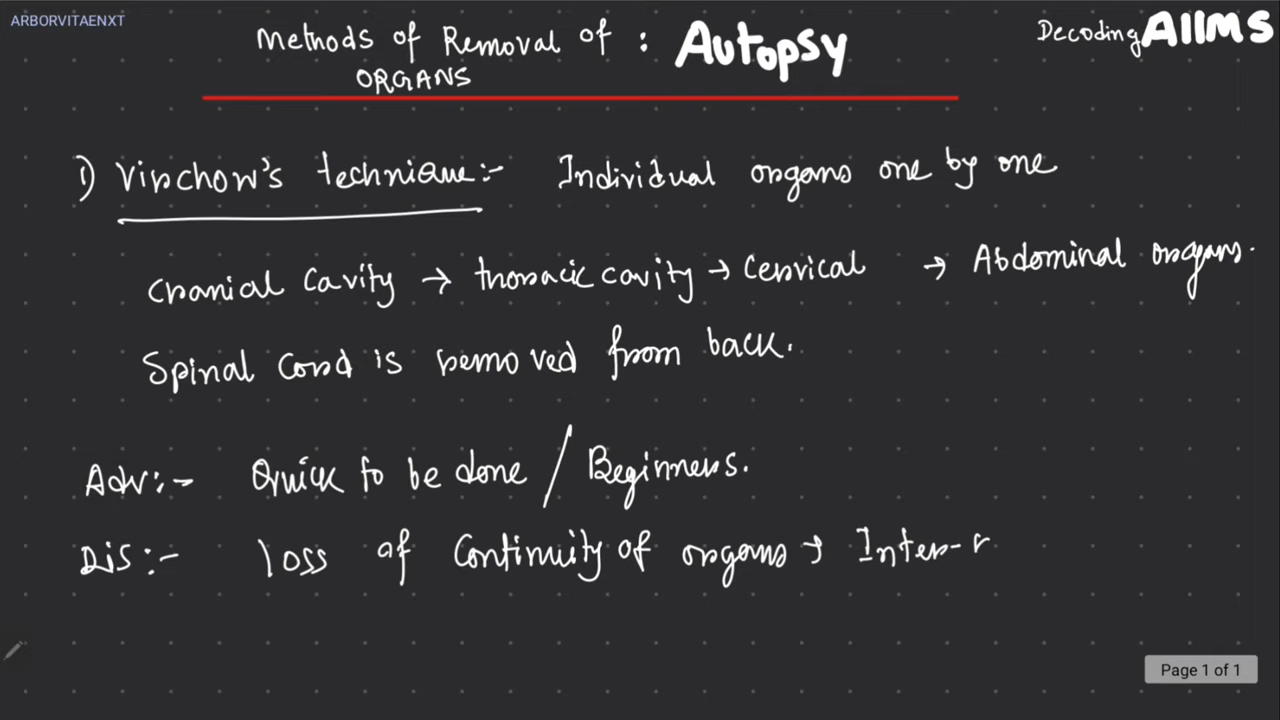 ARBORVITAENXT
Methods of Removal of : Autopsy
ORGANS
Decoding AIIMS
1) Virchow's technique:- Individual organs one by one
Cranial Cavity → thoracic cavity → Cervical → Abdominal organs.
Spinal Cord is removed from back.
Adv:- Quick to be done / Beginners.
Dis:- loss of Continuity of organs → Inter-r
Page 1 of 1